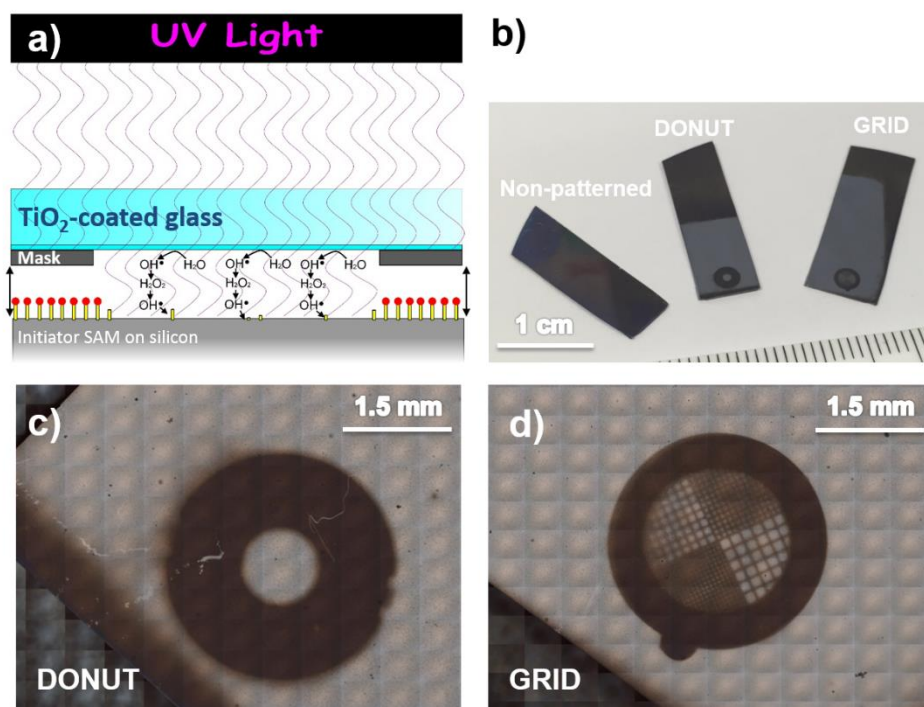 a)
UV Light
TiO₂-coated glass
Mask
OH• H₂O OH• H₂O OH• H₂O
H₂O₂ H₂O₂ H₂O₂
OH• OH• OH•
Initiator SAM on silicon
b)
DONUT
GRID
Non-patterned
1 cm
c)
1.5 mm
DONUT
d)
1.5 mm
GRID